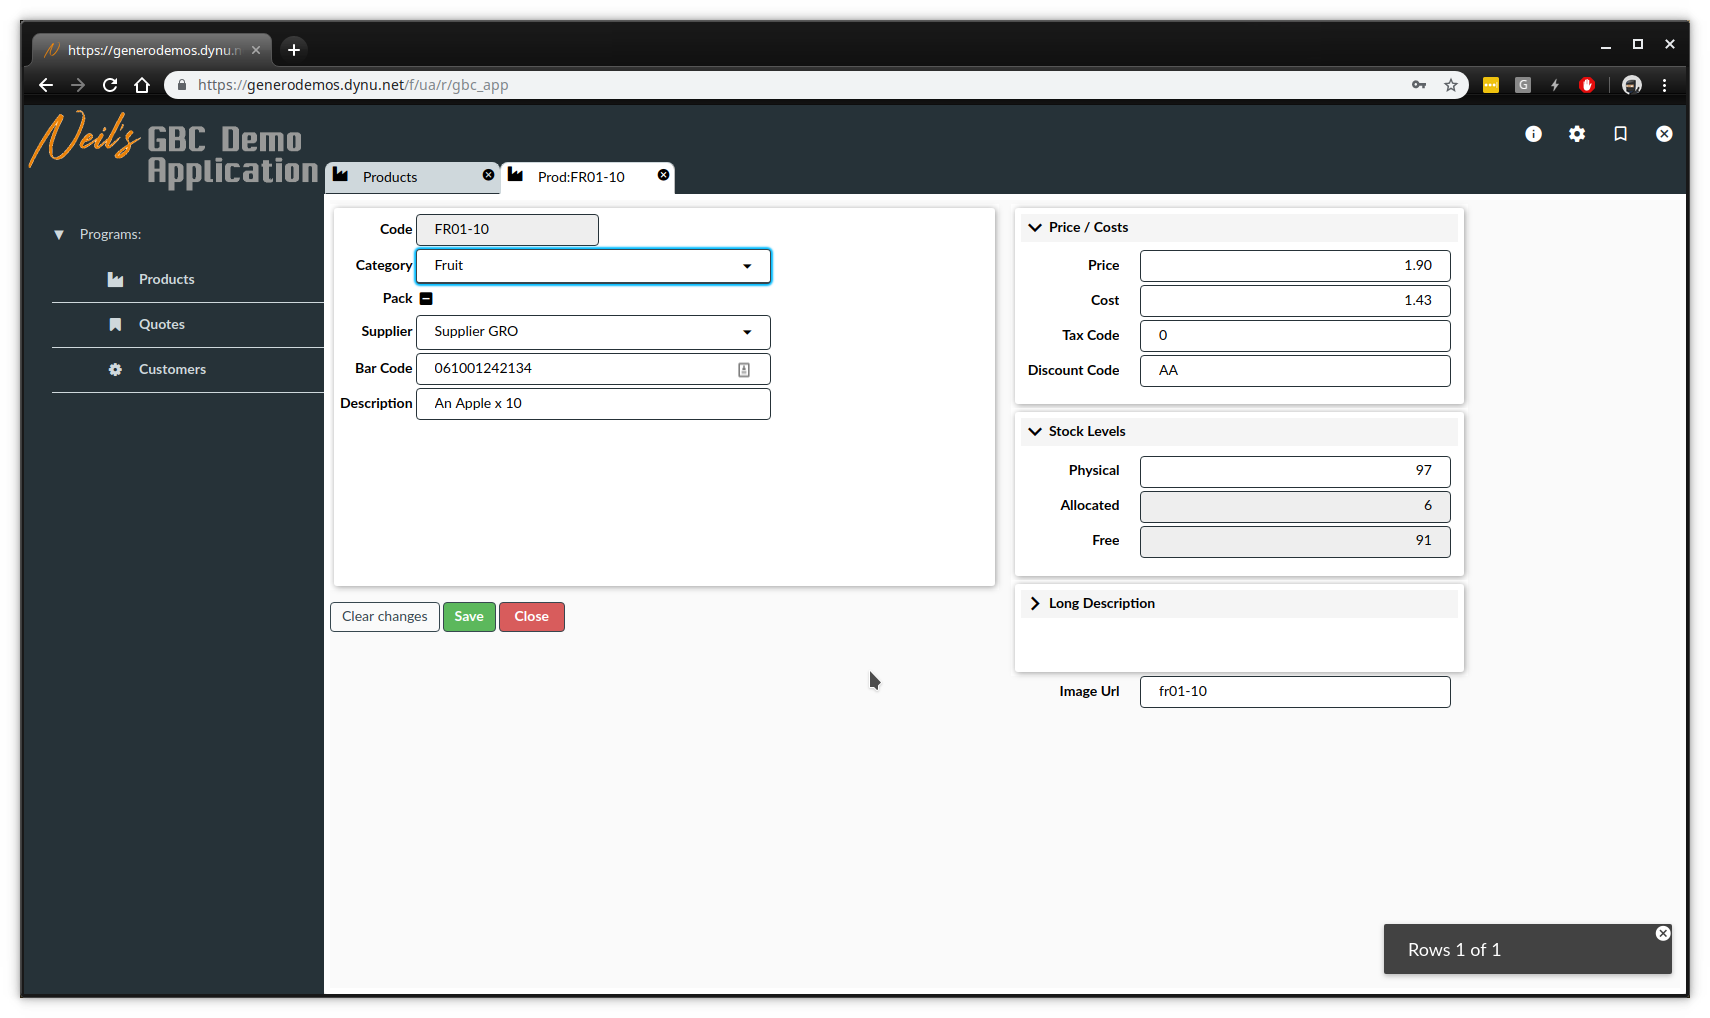 https://generodemos.dynu.n
https://generodemos.dynu.net/f/ua/r/gbc_app
G
Neil's GBC Demo
Application
Products
Prod:FR01-10
Programs:
Products
Quotes
Customers
Code FR01-10
Category Fruit
Pack
Supplier Supplier GRO
Bar Code 061001242134
Description An Apple x 10
Clear changes Save Close
Price / Costs
Price 1.90
Cost 1.43
Tax Code 0
Discount Code AA
Stock Levels
Physical 97
Allocated 6
Free 91
Long Description
Image Url fr01-10
Rows 1 of 1